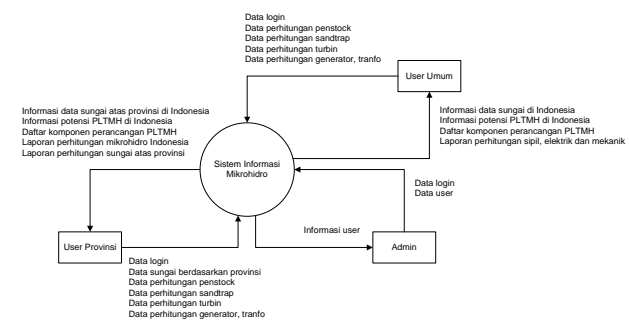 Data login
Data perhitungan penstock
Data perhitungan sandtrap
Data perhitungan turbin
Data perhitungan generator, tranfo
User Umum
Informasi data sungai atas provinsi di Indonesia
Informasi potensi PLTMH di Indonesia
Daftar komponen perancangan PLTMH
Laporan perhitungan mikrohidro Indonesia
Laporan perhitungan sungai atas provinsi
Informasi data sungai di Indonesia
Informasi potensi PLTMH di Indonesia
Daftar komponen perancangan PLTMH
Laporan perhitungan sipil, elektrik dan mekanik
Sistem Informasi
Mikrohidro
Data login
Data user
Informasi user
User Provinsi
Admin
Data login
Data sungai berdasarkan provinsi
Data perhitungan penstock
Data perhitungan sandtrap
Data perhitungan turbin
Data perhitungan generator, tranfo